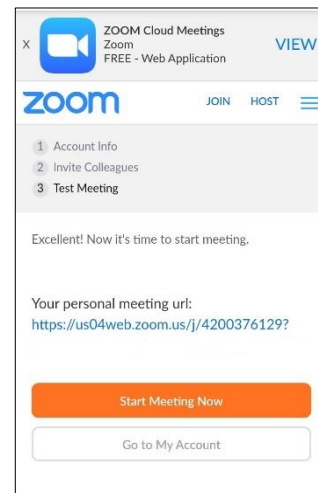 ZOOM Cloud Meetings
X
Zoom
VIEW
FREE - Web Application
zoom
JOIN HOST
1 Account Info
2 Invite Colleagues
3 Test Meeting
Excellent! Now it's time to start meeting.
Your personal meeting url:
https://us04web.zoom.us/j/4200376129?
Start Meeting Now
Go to My Account